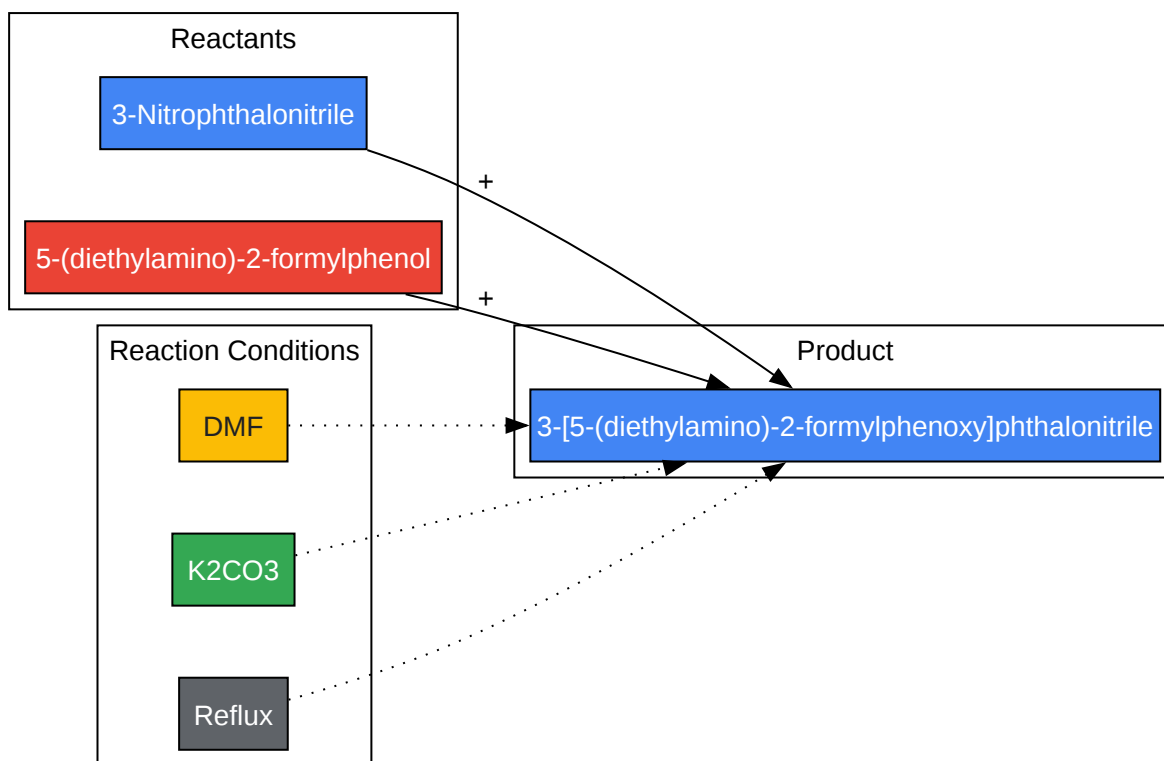 Reactants
3-Nitrophthalonitrile
+
5-(diethylamino)-2-formylphenol
+
Reaction Conditions
Product
DMF
3-[5-(diethylamino)-2-formylphenoxy]phthalonitrile
K2CO3
Reflux